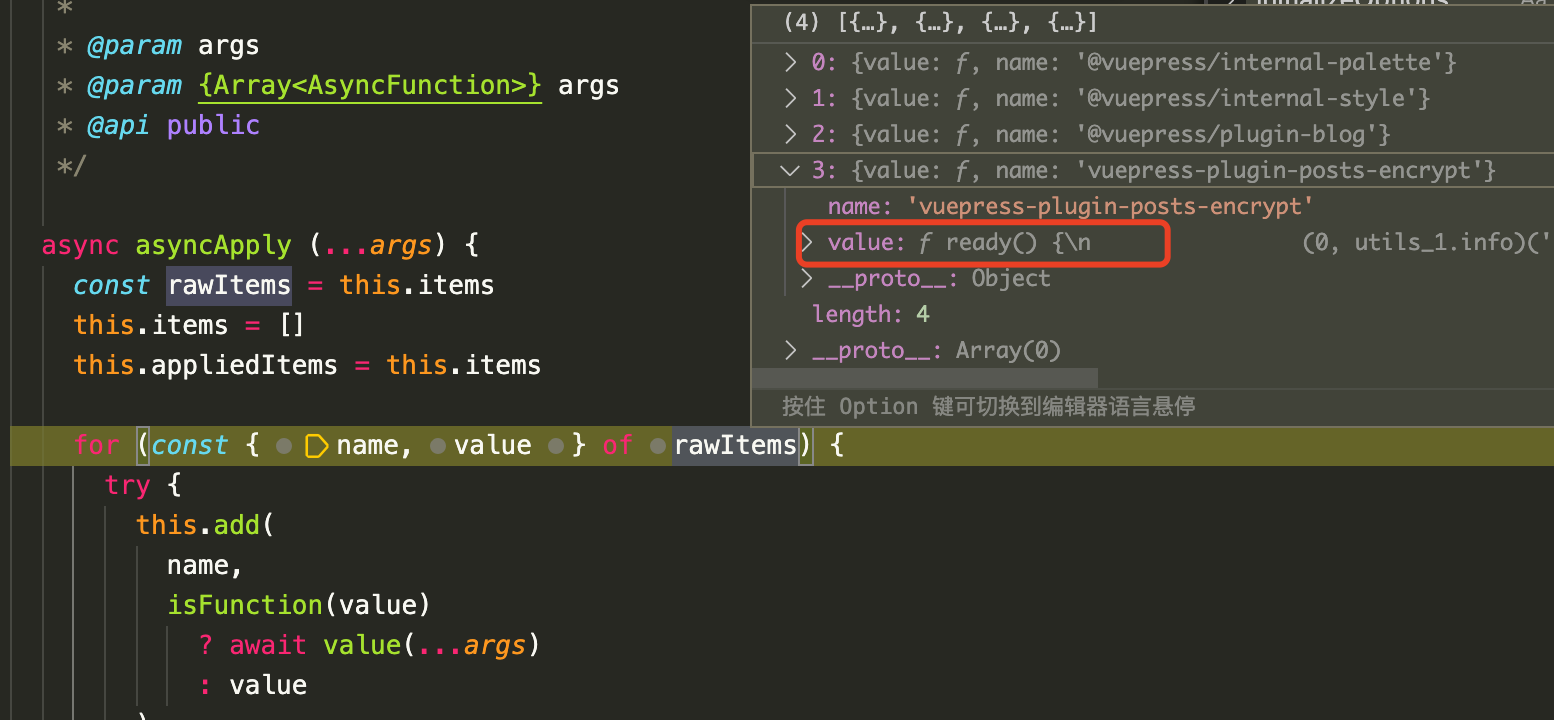 *
* @param args
* @param {Array<AsyncFunction>} args
* @api public
*/
async asyncApply (...args) {
const rawItems = this.items
this.items = []
this.appliedItems = this.items
for (const { name, value } of rawItems) {
try {
this.add(
name,
isFunction(value)
? await value(...args)
: value
(4) [{…}, {…}, {…}, {…}]
0: {value: ƒ, name: '@vuepress/internal-palette'}
1: {value: ƒ, name: '@vuepress/internal-style'}
2: {value: ƒ, name: '@vuepress/plugin-blog'}
3: {value: ƒ, name: 'vuepress-plugin-posts-encrypt'}
name: 'vuepress-plugin-posts-encrypt'
value: ƒ ready() {\n (0, utils_1.info)('
__proto__: Object
length: 4
__proto__: Array(0)
按住 Option 键可切换到编辑器语言悬停